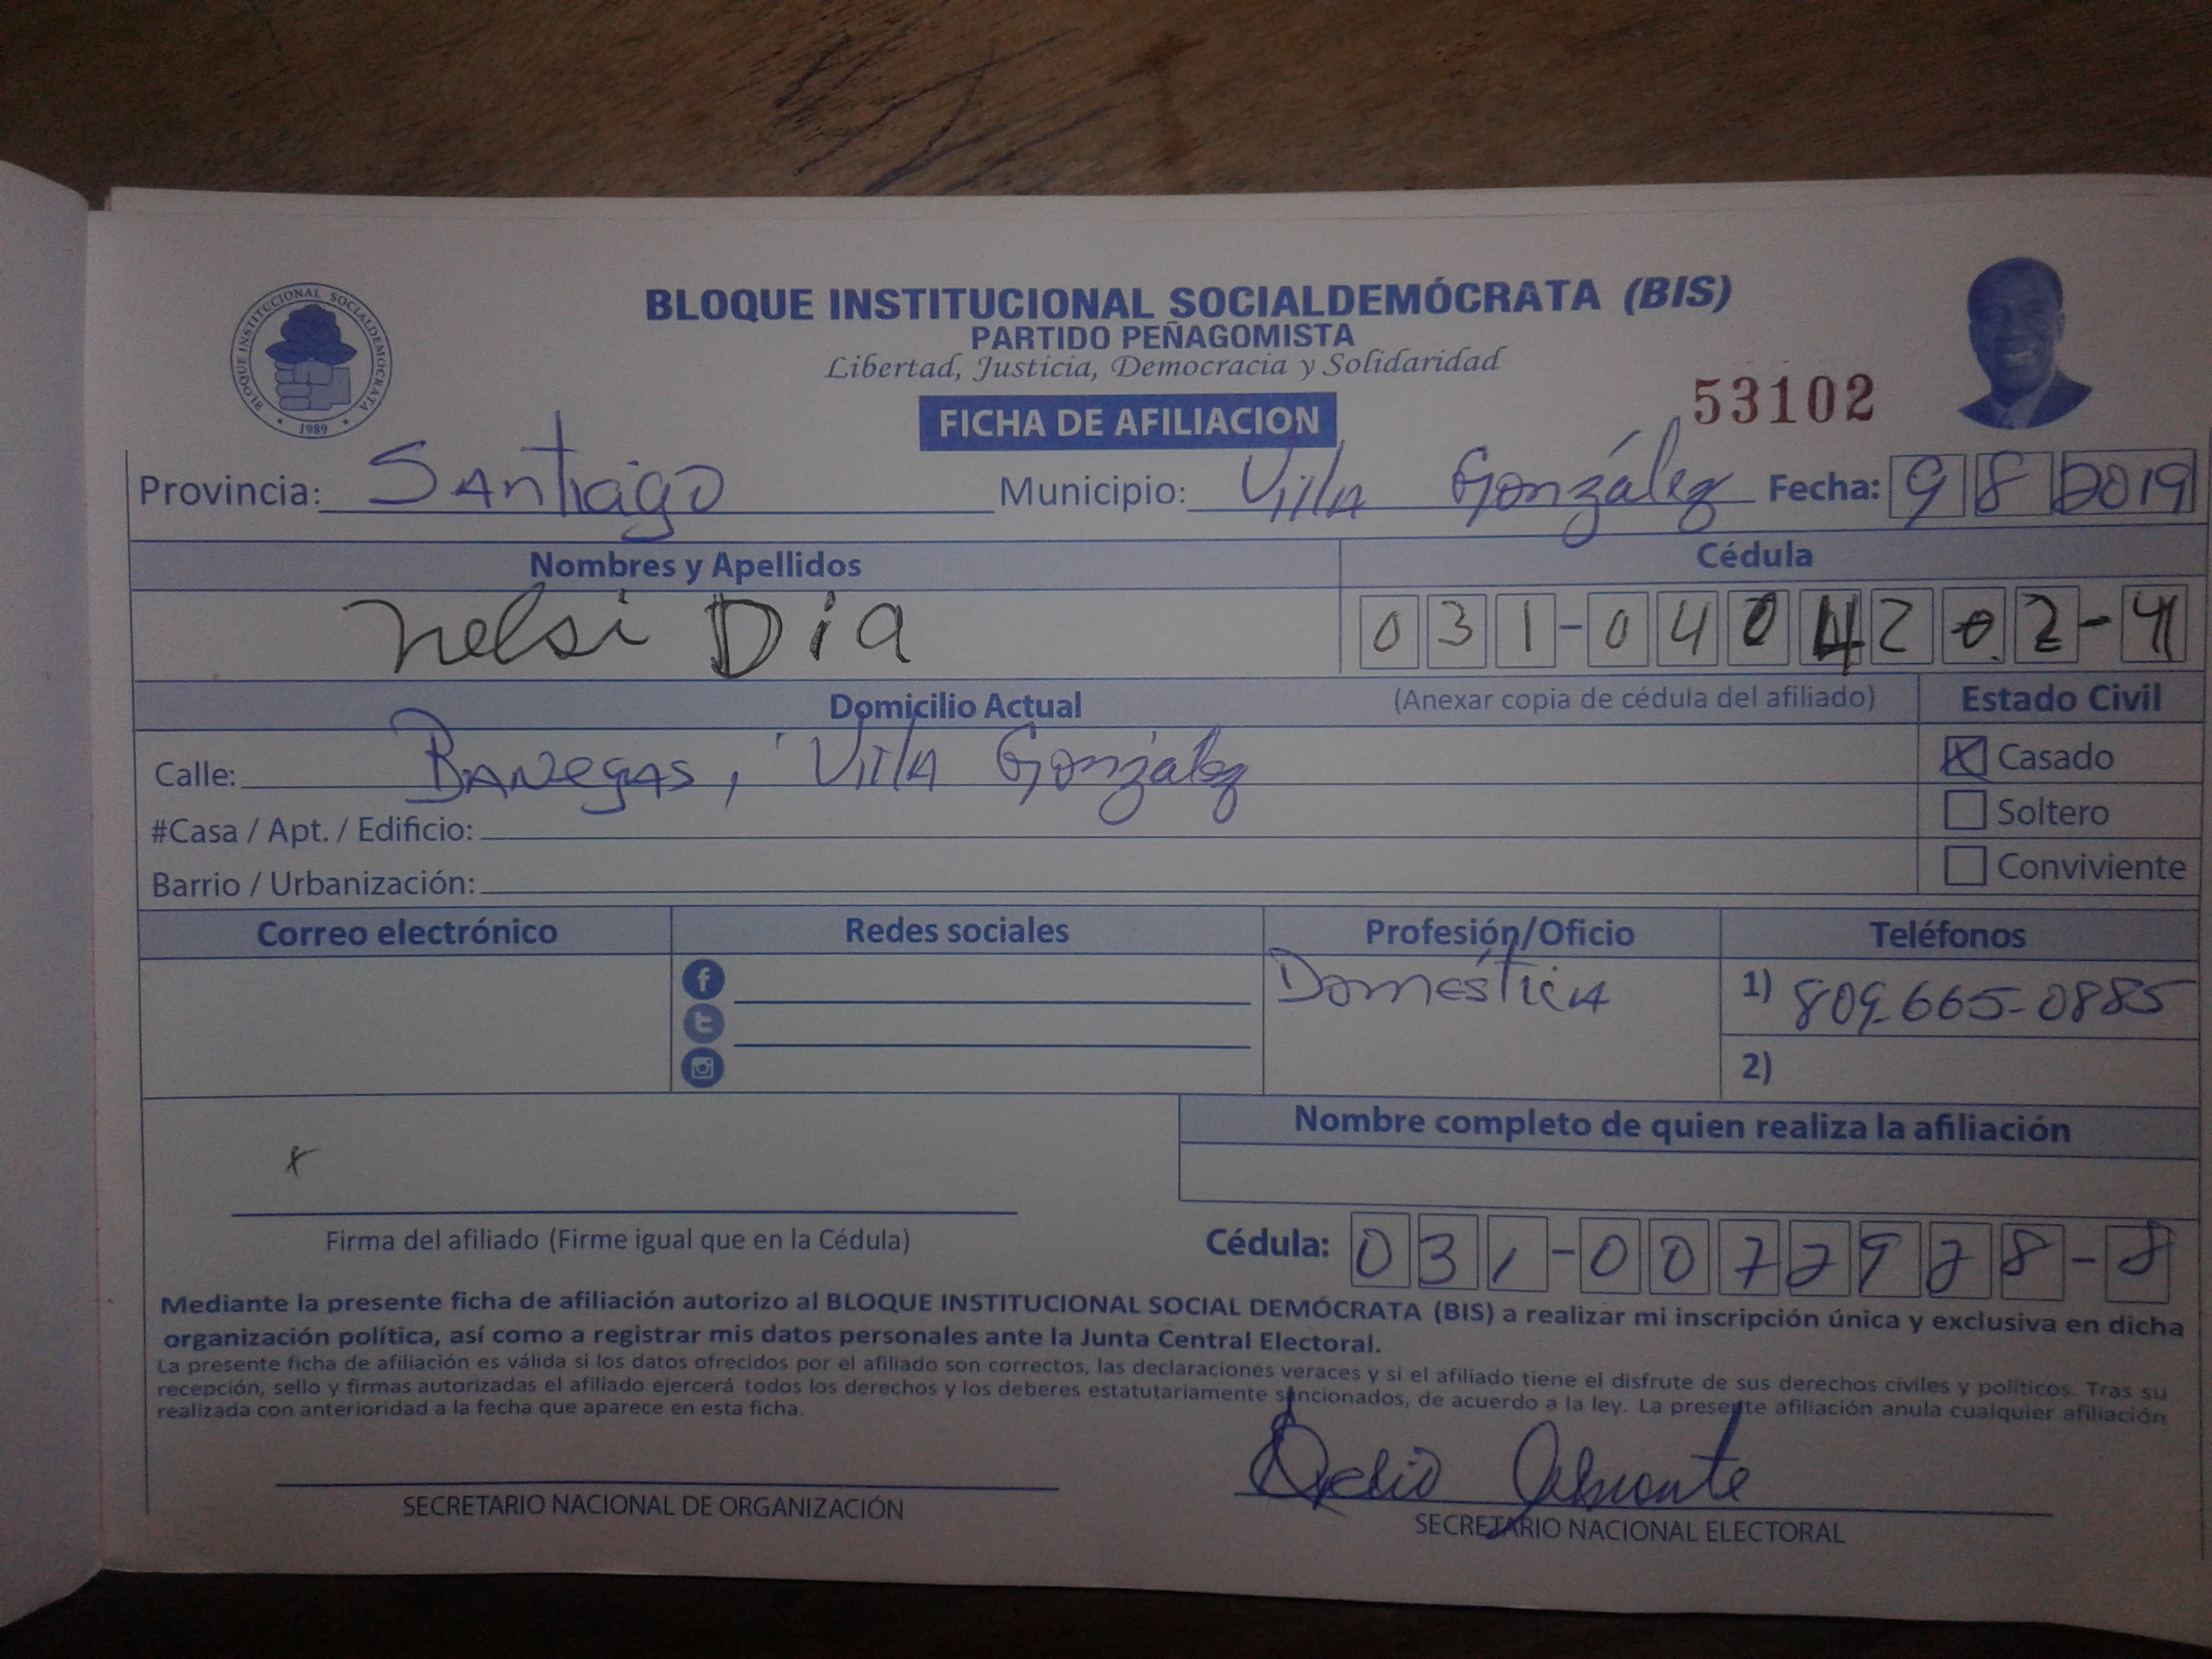 BLOQUE INSTITUCIONAL SOCIALDEMOCRATA
1989
BLOQUE INSTITUCIONAL SOCIALDEMÓCRATA (BIS)
PARTIDO PEÑAGOMISTA
Libertad, Justicia, Democracia y Solidaridad
FICHA DE AFILIACION
53102
Provincia: Santiago Municipio: Villa González Fecha: 9 8 2019
Nombres y Apellidos Cédula
nelsi Dia 031-0404202-4
Domicilio Actual (Anexar copia de cédula del afiliado) Estado Civil
Calle: Banegas, Villa González Casado
#Casa / Apt. / Edificio: Soltero
Barrio / Urbanización: Conviviente
Correo electrónico Redes sociales Profesión/Oficio Teléfonos
Doméstica 1) 809-665-0885
2)
Nombre completo de quien realiza la afiliación
x
Firma del afiliado (Firme igual que en la Cédula) Cédula: 031-0072928-8
Mediante la presente ficha de afiliación autorizo al BLOQUE INSTITUCIONAL SOCIAL DEMÓCRATA (BIS) a realizar mi inscripción única y exclusiva en dicha
organización política, así como a registrar mis datos personales ante la Junta Central Electoral.
La presente ficha de afiliación es válida si los datos ofrecidos por el afiliado son correctos, las declaraciones veraces y si el afiliado tiene el disfrute de sus derechos civiles y políticos. Tras su
recepción, sello y firmas autorizadas el afiliado ejercerá todos los derechos y los deberes estatutariamente sancionados, de acuerdo a la ley. La presente afiliación anula cualquier afiliación
realizada con anterioridad a la fecha que aparece en esta ficha.
SECRETARIO NACIONAL DE ORGANIZACIÓN
SECRETARIO NACIONAL ELECTORAL